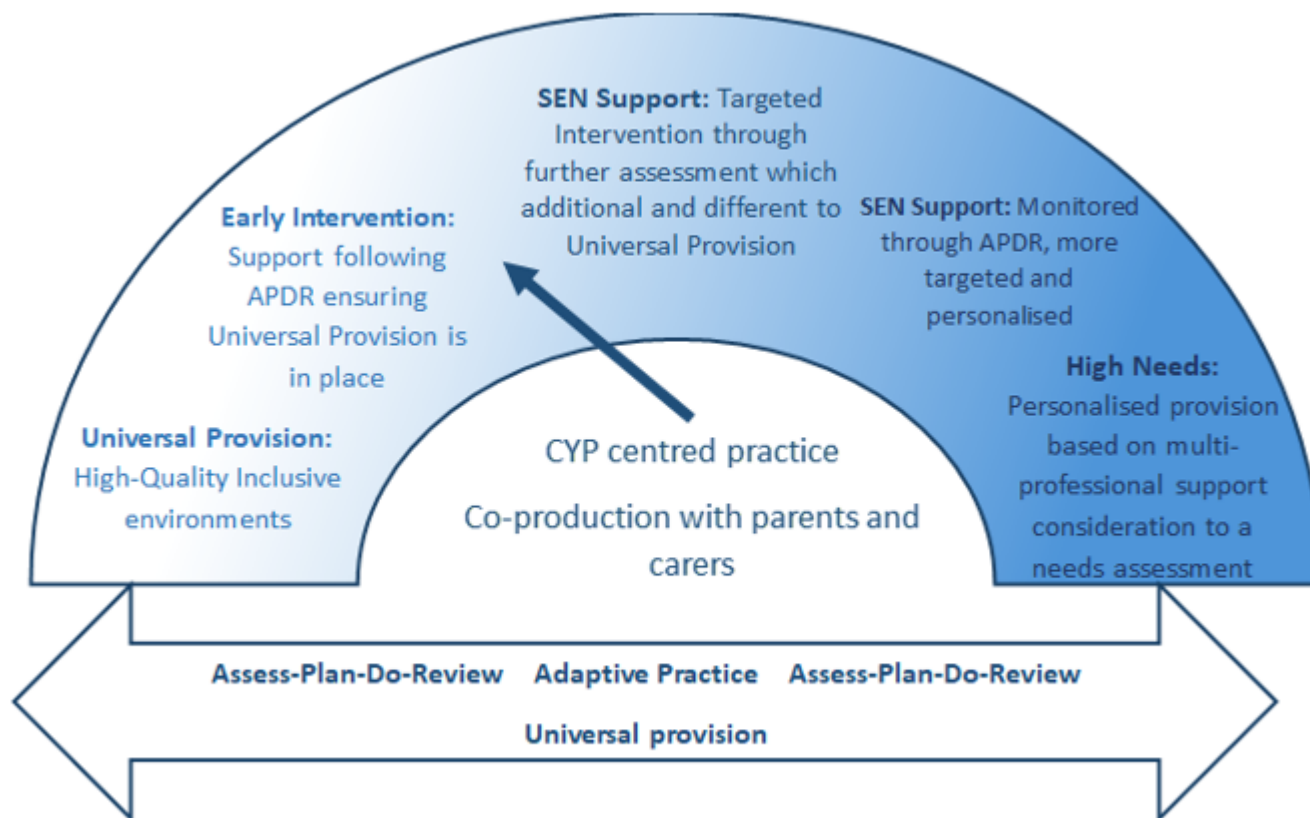 Universal Provision:
High-Quality Inclusive
environments
Early Intervention:
Support following
APDR ensuring
Universal Provision is
in place
SEN Support: Targeted
Intervention through
further assessment which
additional and different to
Universal Provision
SEN Support: Monitored
through APDR, more
targeted and
personalised
High Needs:
Personalised provision
based on multi-
professional support
consideration to a
needs assessment
CYP centred practice
Co-production with parents and
carers
Assess-Plan-Do-Review Adaptive Practice Assess-Plan-Do-Review
Universal provision